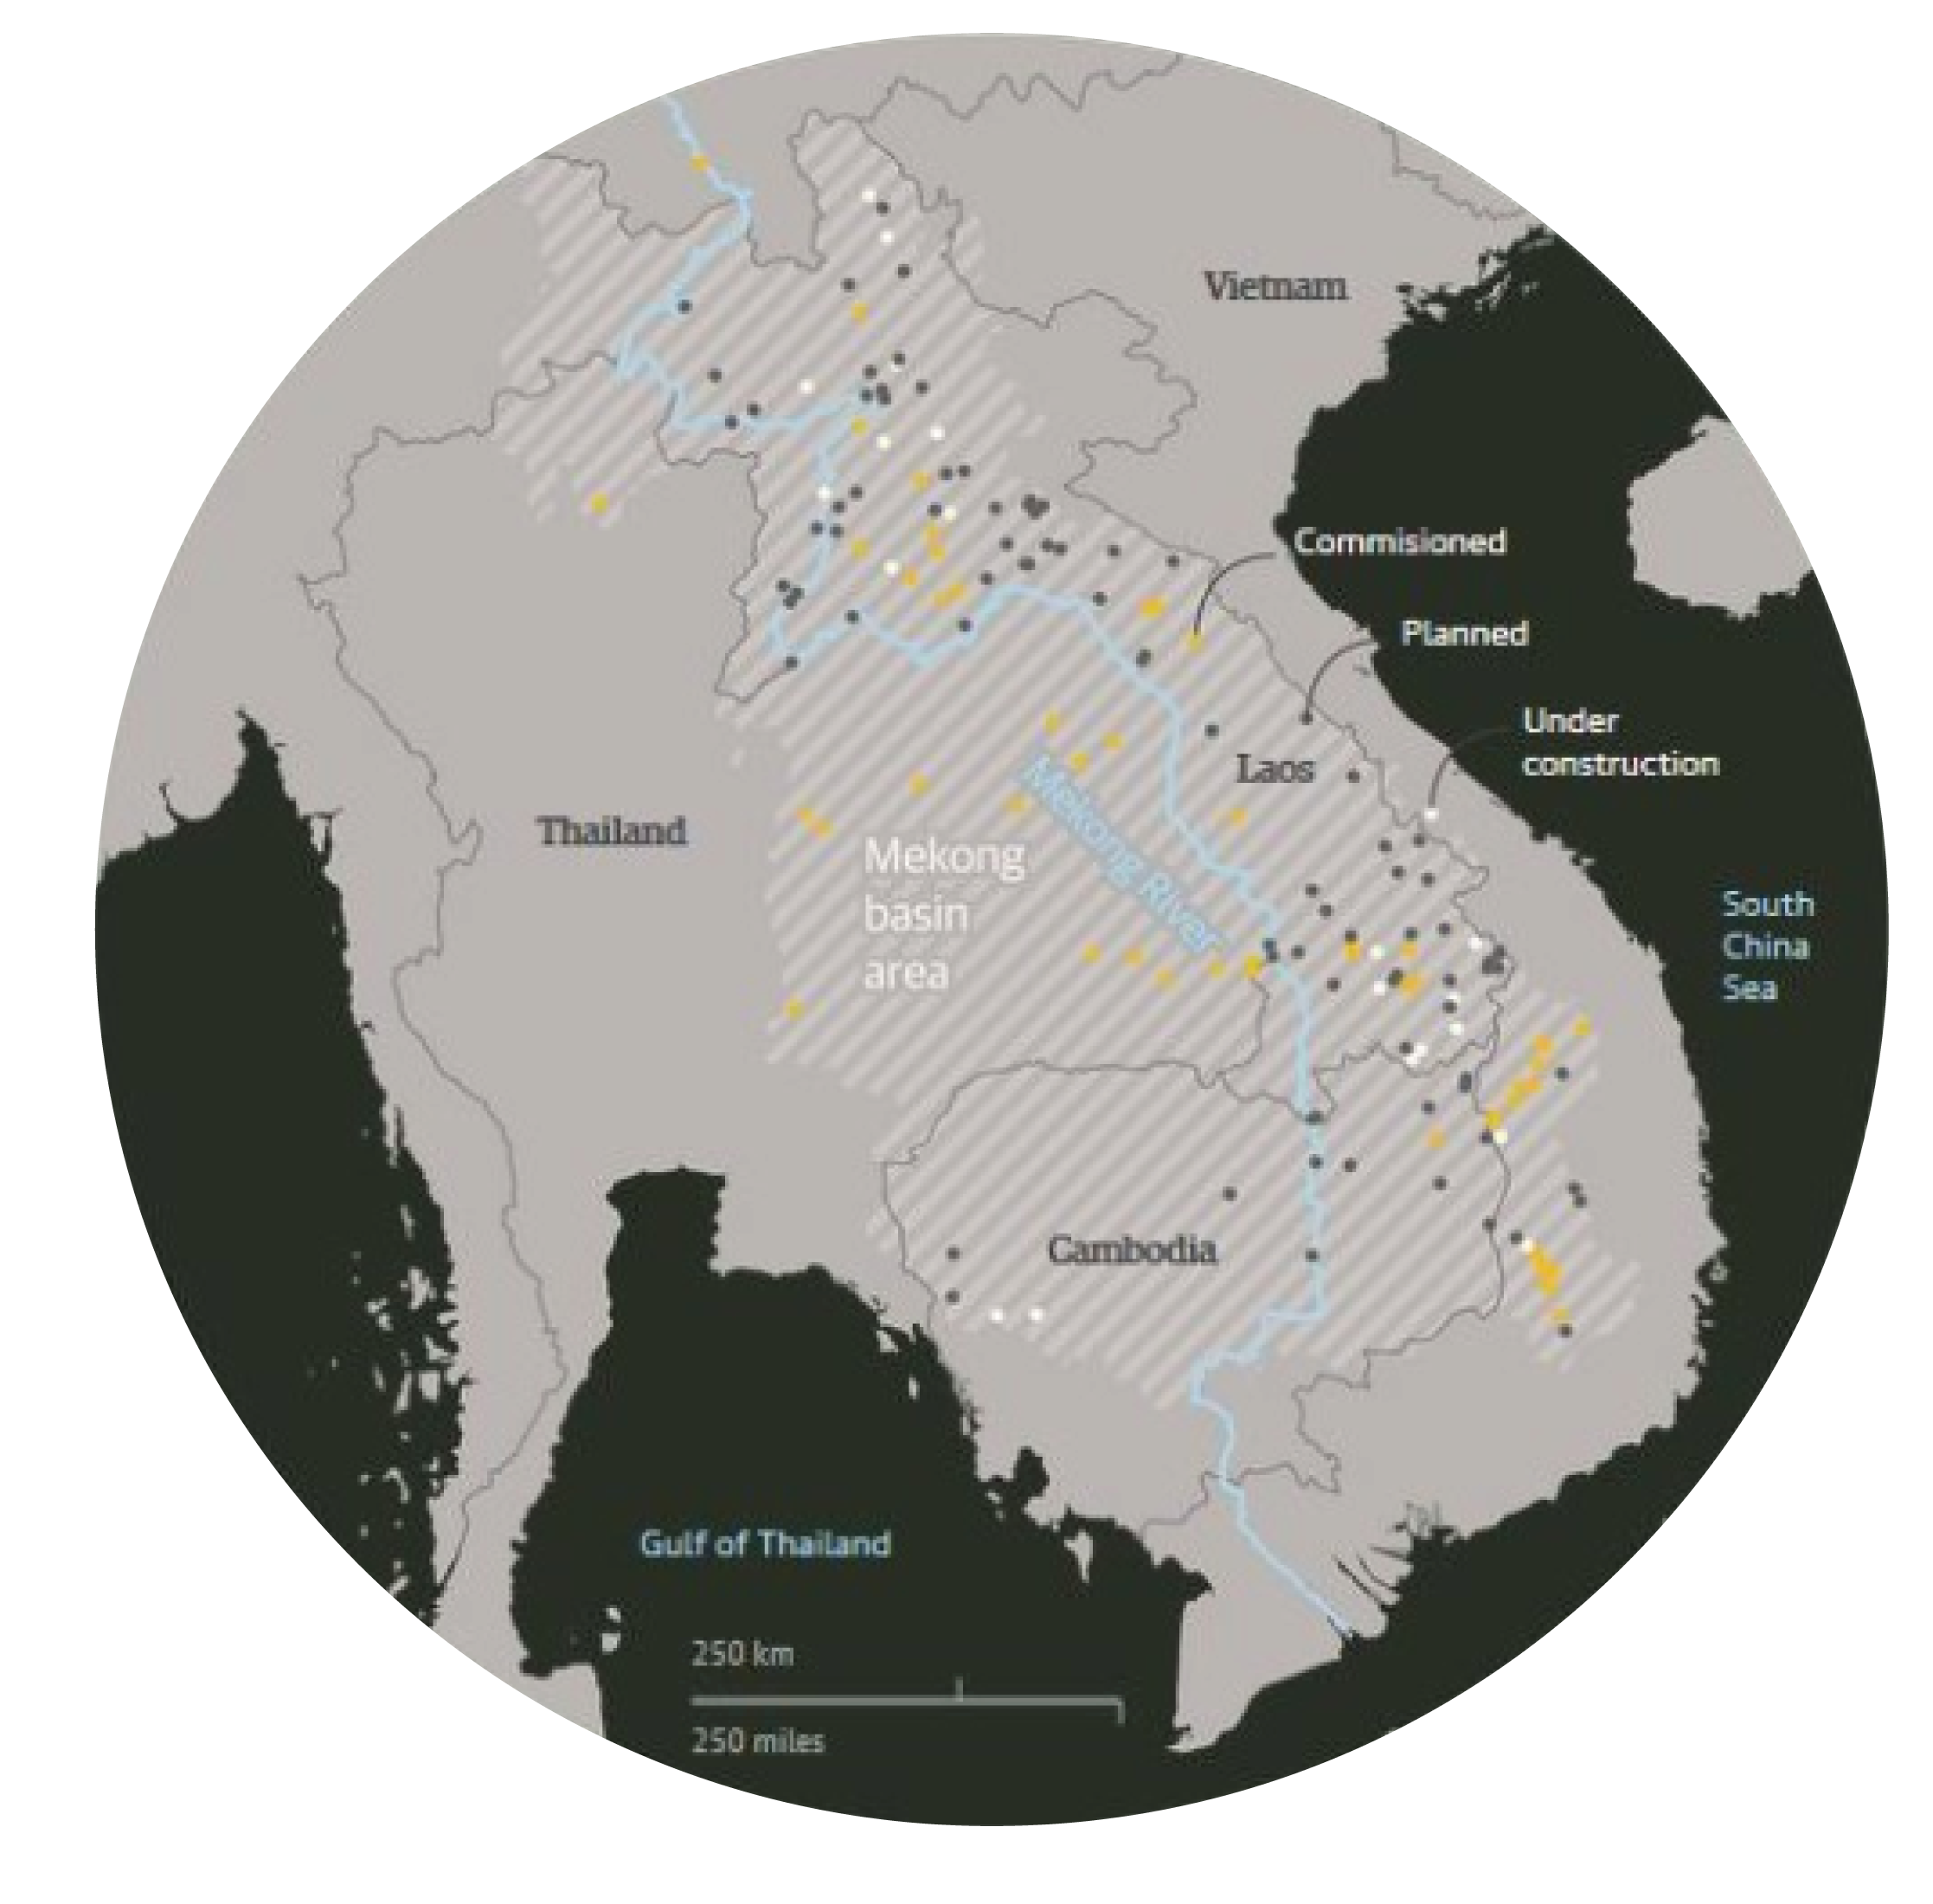 Vietnam
Commisioned
Planned
Under
construction
Laos
Thailand
Mekong
basin
area
Mekong River
South
China
Sea
Cambodia
Gulf of Thailand
250 km
250 miles